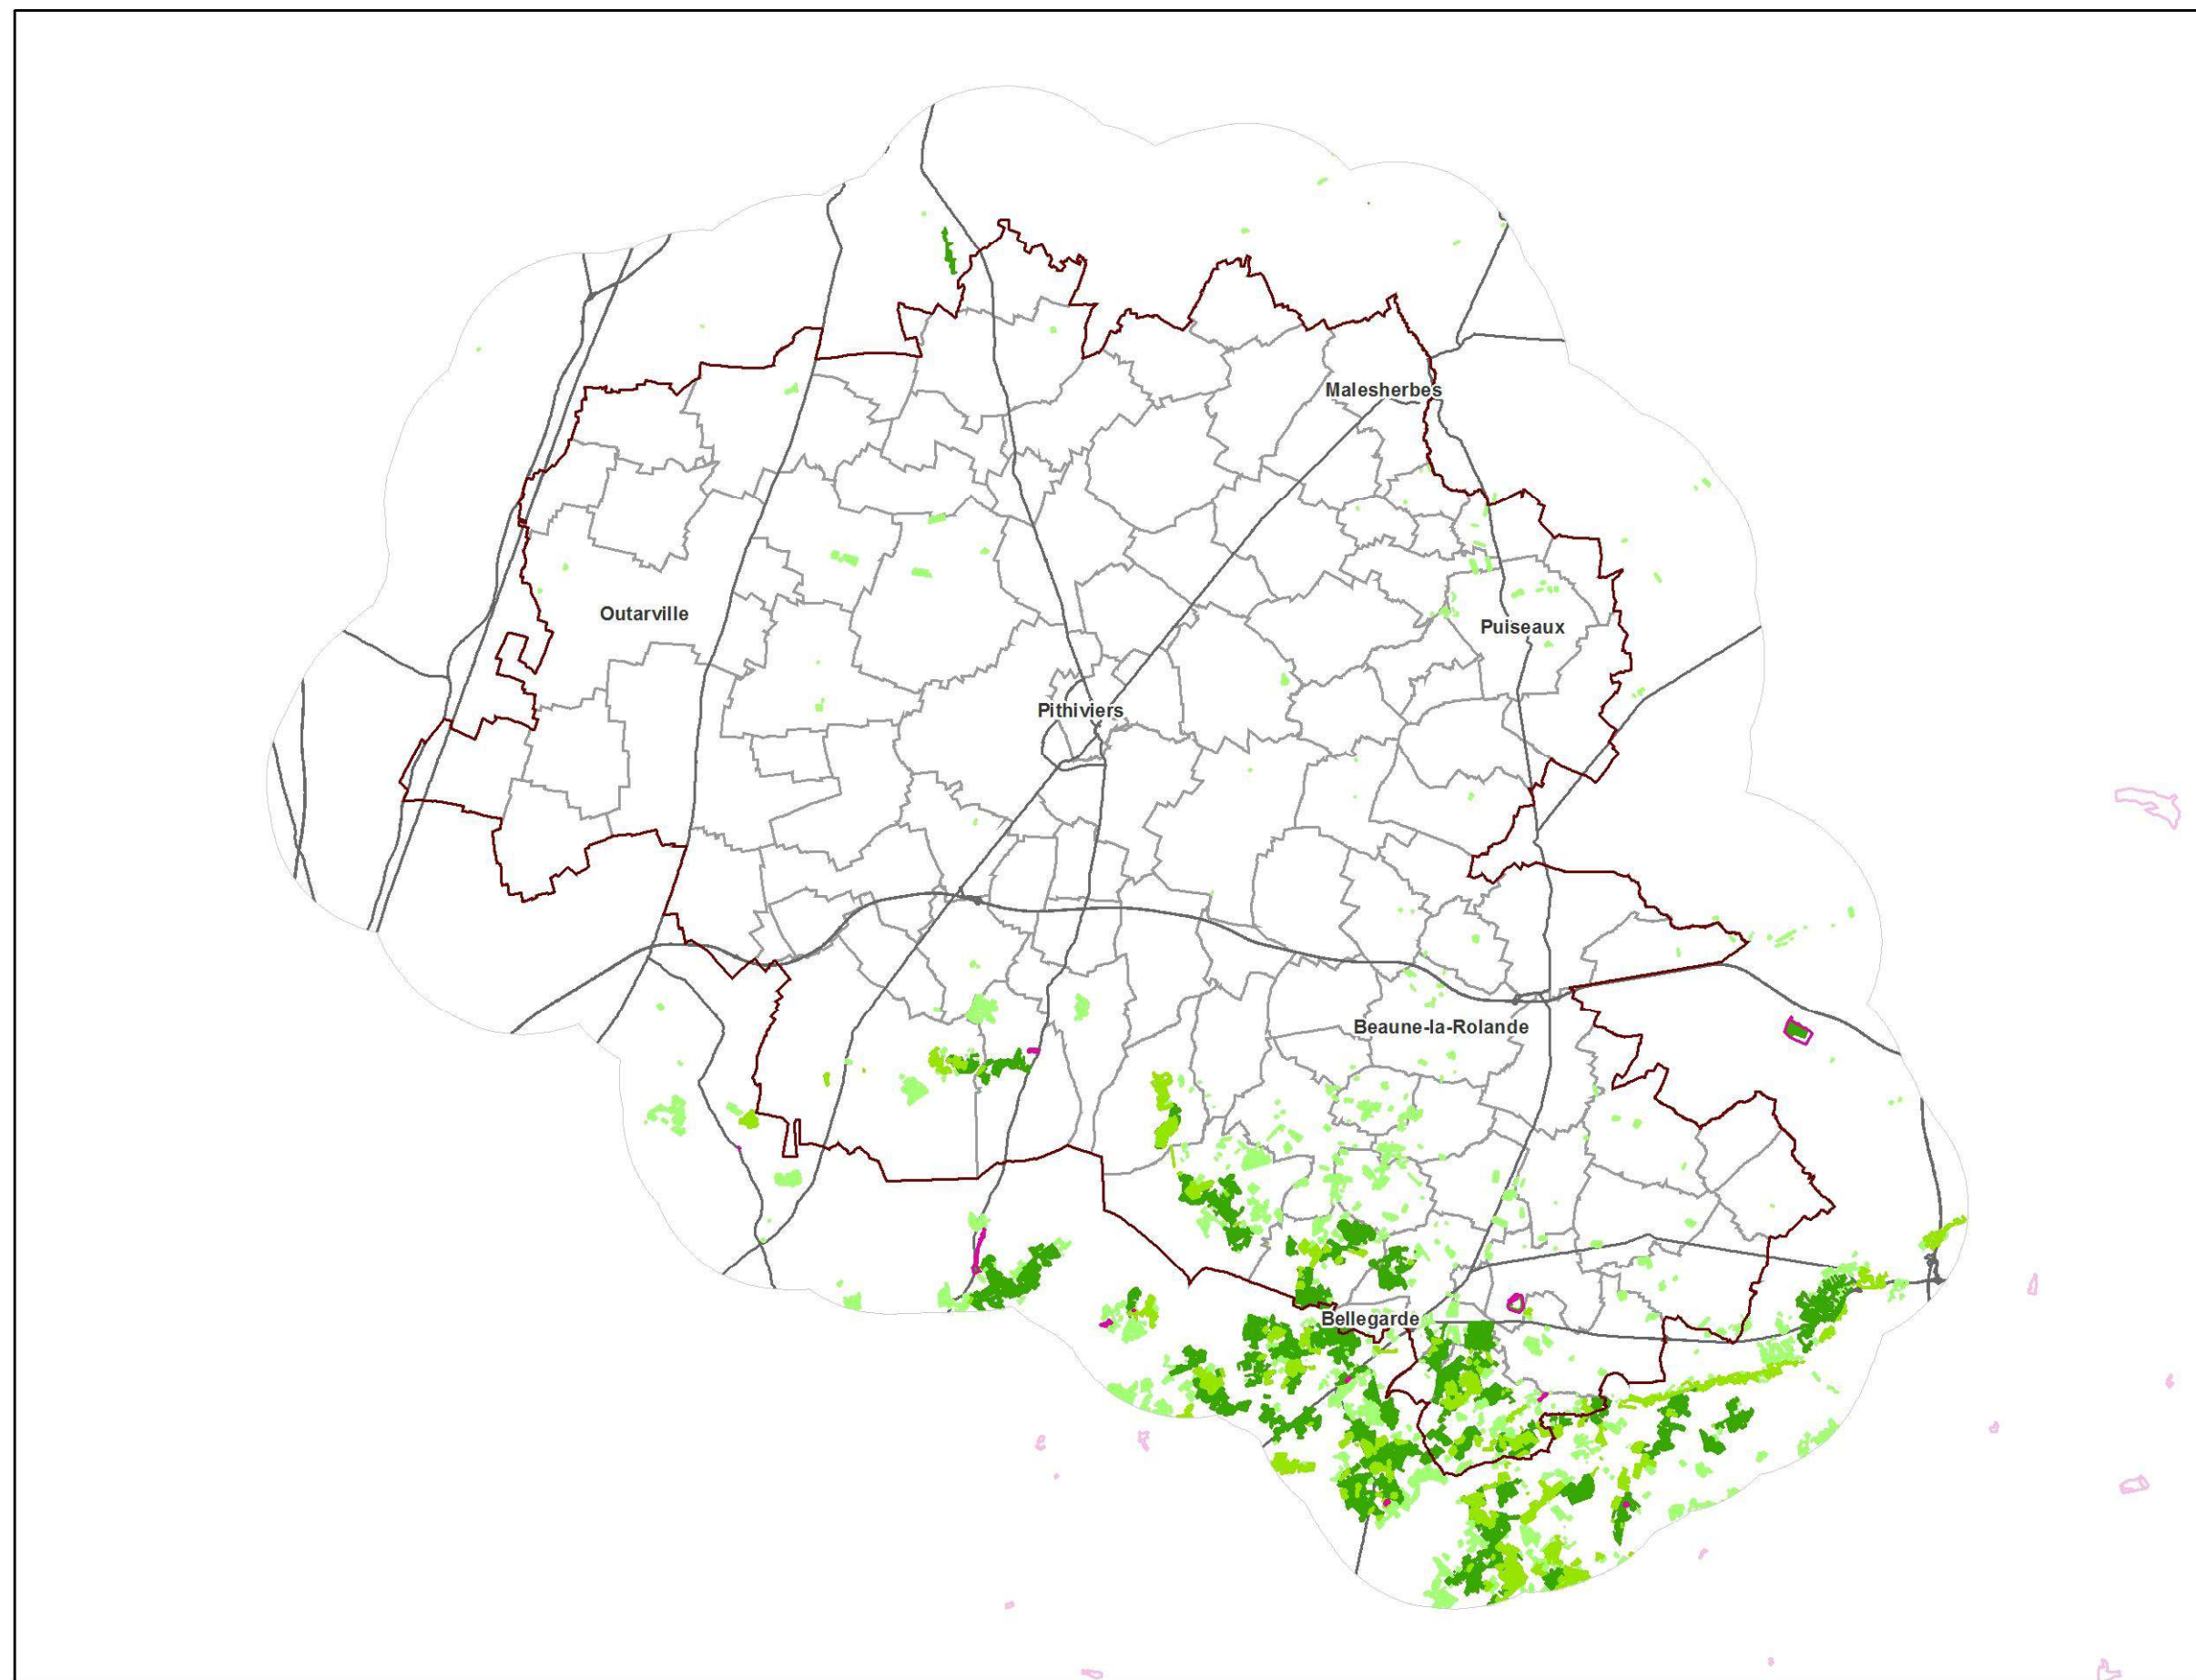 Malesherbes
Outarville
Puiseaux
Pithiviers
Beaune-la-Rolande
Bellegarde